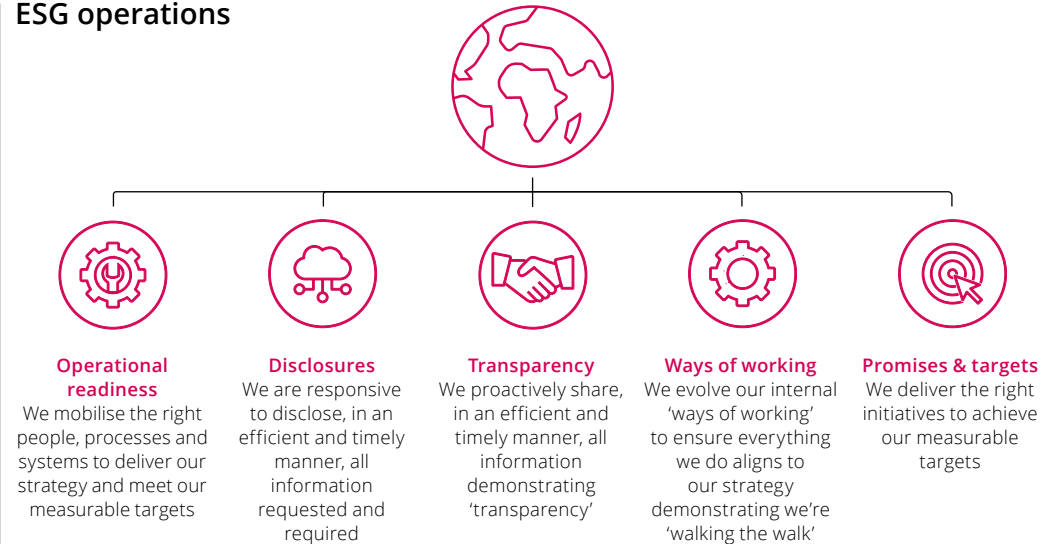 ESG operations
Operational
readiness
We mobilise the right
people, processes and
systems to deliver our
strategy and meet our
measurable targets
Disclosures
We are responsive
to disclose, in an
efficient and timely
manner, all
information
requested and
required
Transparency
We proactively share,
in an efficient and
timely manner, all
information
demonstrating
‘transparency’
Ways of working
We evolve our internal
‘ways of working’
to ensure everything
we do aligns to
our strategy
demonstrating we’re
‘walking the walk’
Promises & targets
We deliver the right
initiatives to achieve
our measurable
targets